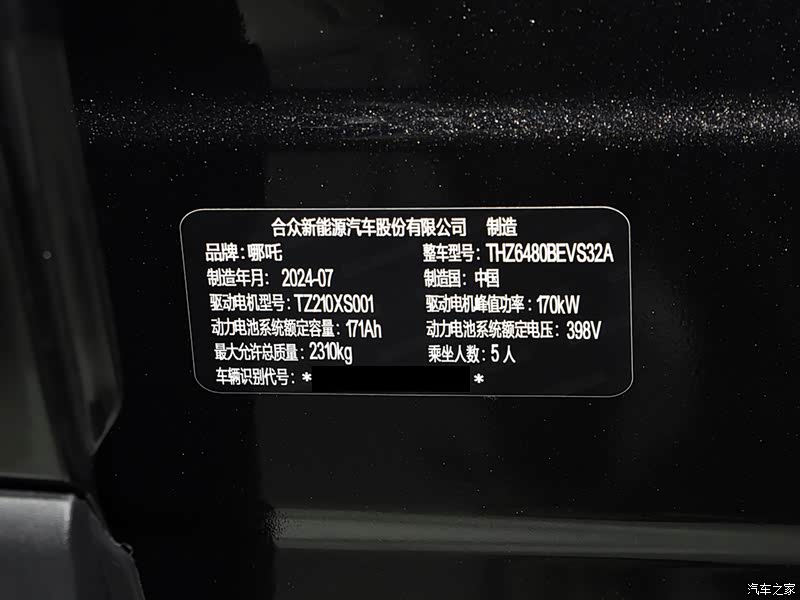 合众新能源汽车股份有限公司 制造
品牌:哪吒 整车型号:THZ6480BEVS32A
制造年月: 2024-07 制造国:中国
驱动电机型号:TZ210XS001 驱动电机峰值功率:170kW
动力电池系统额定容量:171Ah 动力电池系统额定电压:398V
最大允许总质量:2310kg 乘坐人数:5人
车辆识别代号:* *
汽车之家